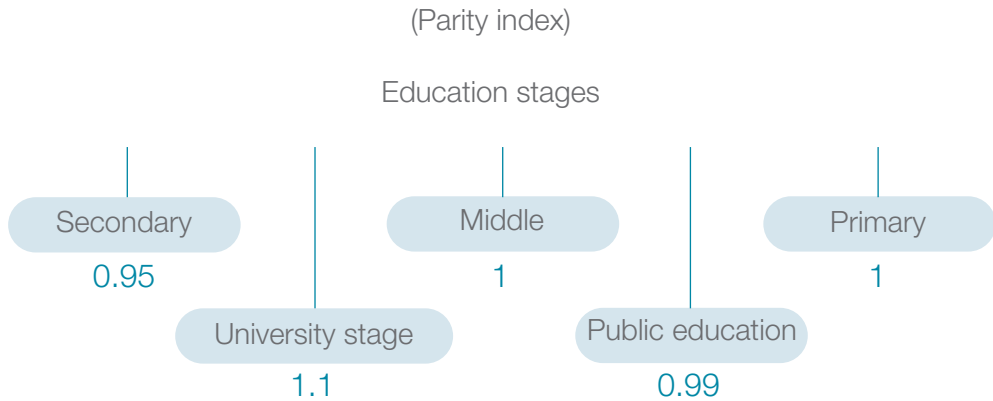 (Parity index)
Education stages
Secondary
0.95
University stage
1.1
Middle
1
Public education
0.99
Primary
1